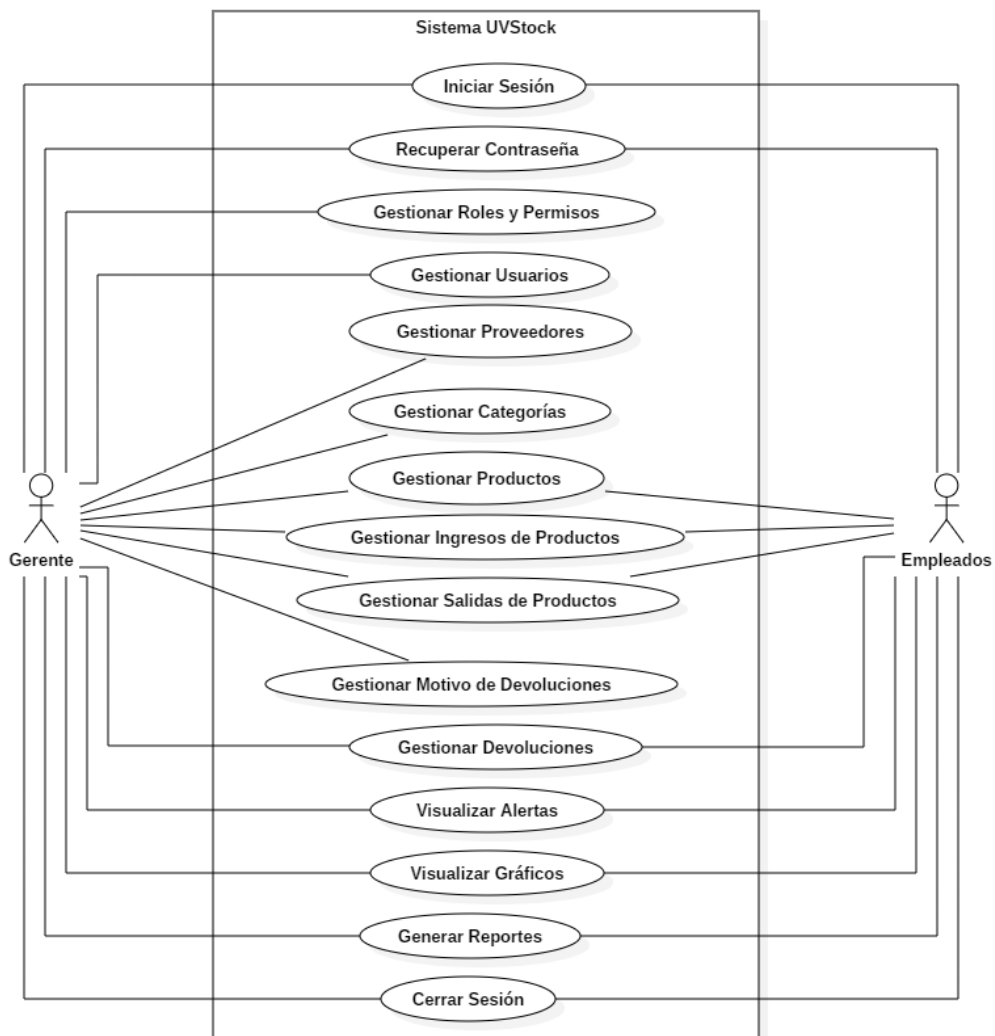 Sistema UVStock
Iniciar Sesión
Recuperar Contraseña
Gestionar Roles y Permisos
Gestionar Usuarios
Gestionar Proveedores
Gestionar Categorías
Gestionar Productos
Gestionar Ingresos de Productos
Gerente
Empleados
Gestionar Salidas de Productos
Gestionar Motivo de Devoluciones
Gestionar Devoluciones
Visualizar Alertas
Visualizar Gráficos
Generar Reportes
Cerrar Sesión